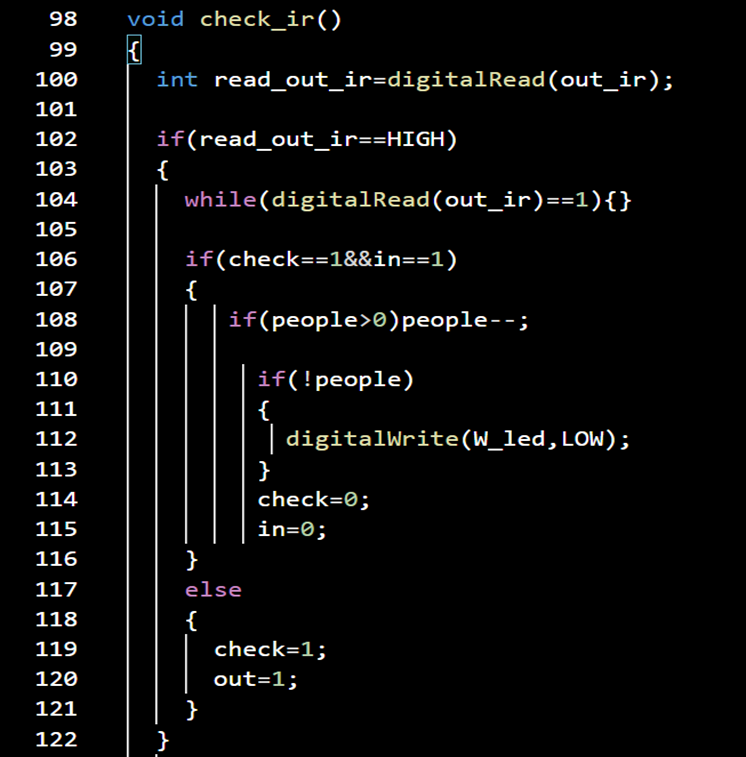 98 void check_ir()
99 {
100 int read_out_ir=digitalRead(out_ir);
101
102 if(read_out_ir==HIGH)
103 {
104 while(digitalRead(out_ir)==1){}
105
106 if(check==1&&in==1)
107 {
108 if(people>0)people--;
109
110 if(!people)
111 {
112 digitalWrite(W_led,LOW);
113 }
114 check=0;
115 in=0;
116 }
117 else
118 {
119 check=1;
120 out=1;
121 }
122 }